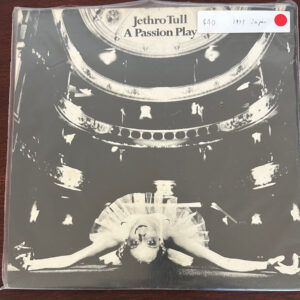 Jethro Tull
A Passion Play
$40 1973 Japan